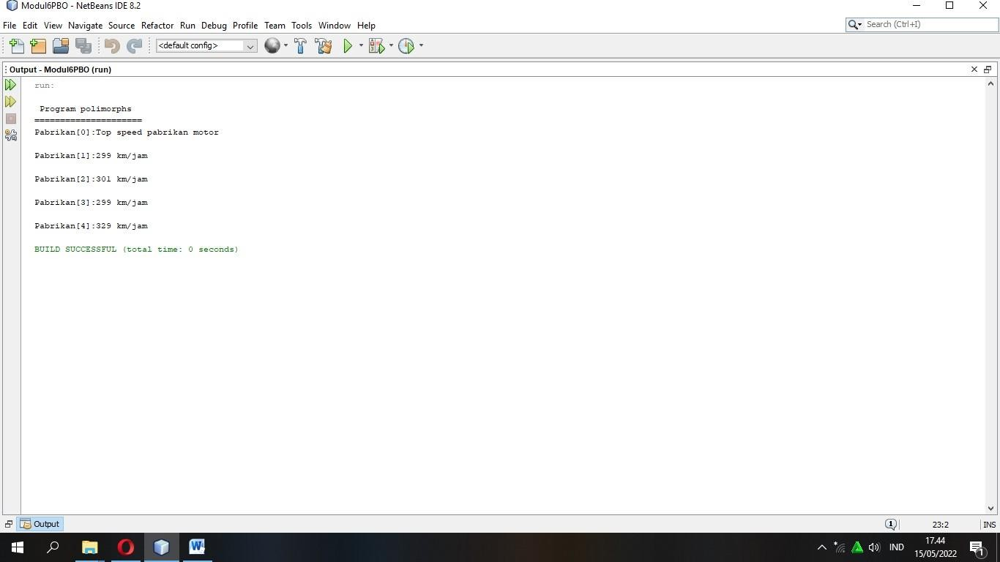 Modul6PBO - NetBeans IDE 8.2
File Edit View Navigate Source Refactor Run Debug Profile Team Tools Window Help
Search (Ctrl+I)
<default config>
Output - Modul6PBO (run)
run:
Program polimorphs
=====================
Pabrikan[0]:Top speed pabrikan motor
Pabrikan[1]:299 km/jam
Pabrikan[2]:301 km/jam
Pabrikan[3]:299 km/jam
Pabrikan[4]:329 km/jam
BUILD SUCCESSFUL (total time: 0 seconds)
Output
1
23:2
INS
IND
17.44
15/05/2022
1